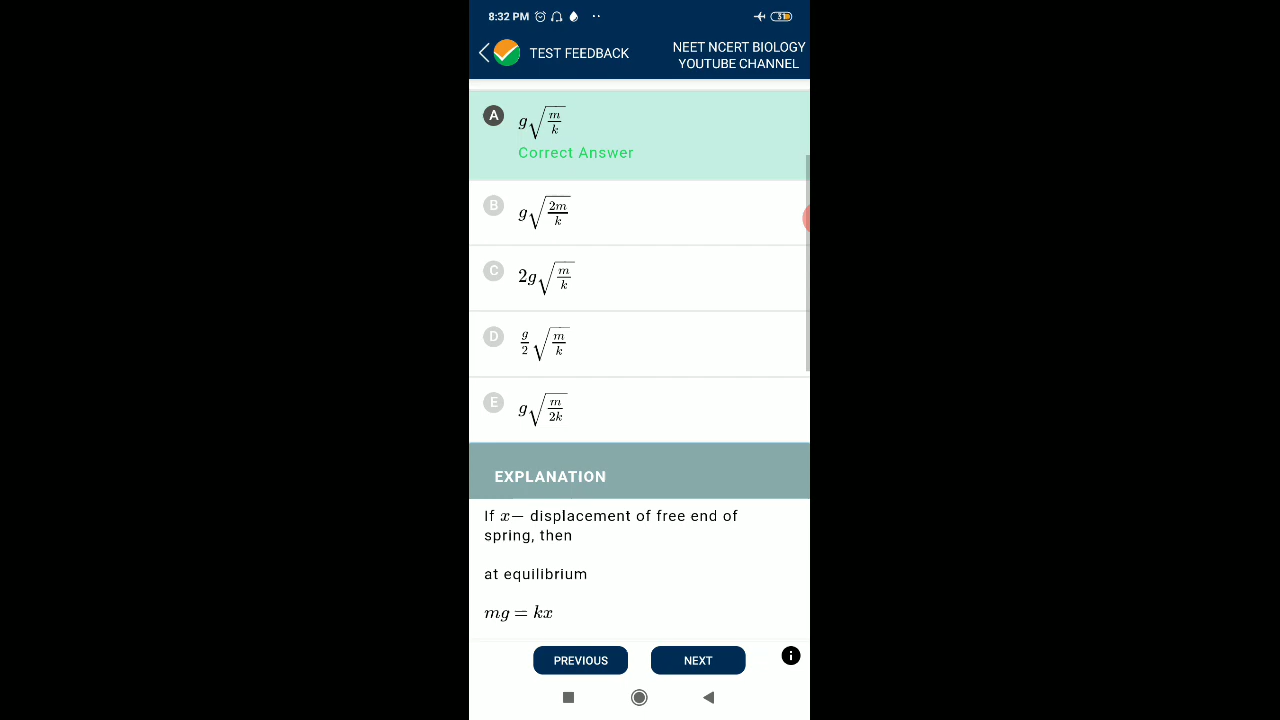 8:32 PM
31
TEST FEEDBACK
NEET NCERT BIOLOGY
YOUTUBE CHANNEL
A g√(m/k)
Correct Answer
B g√(2m/k)
C 2g√(m/k)
D g/2 √(m/k)
E g√(m/2k)
EXPLANATION
If x— displacement of free end of
spring, then
at equilibrium
mg = kx
PREVIOUS NEXT